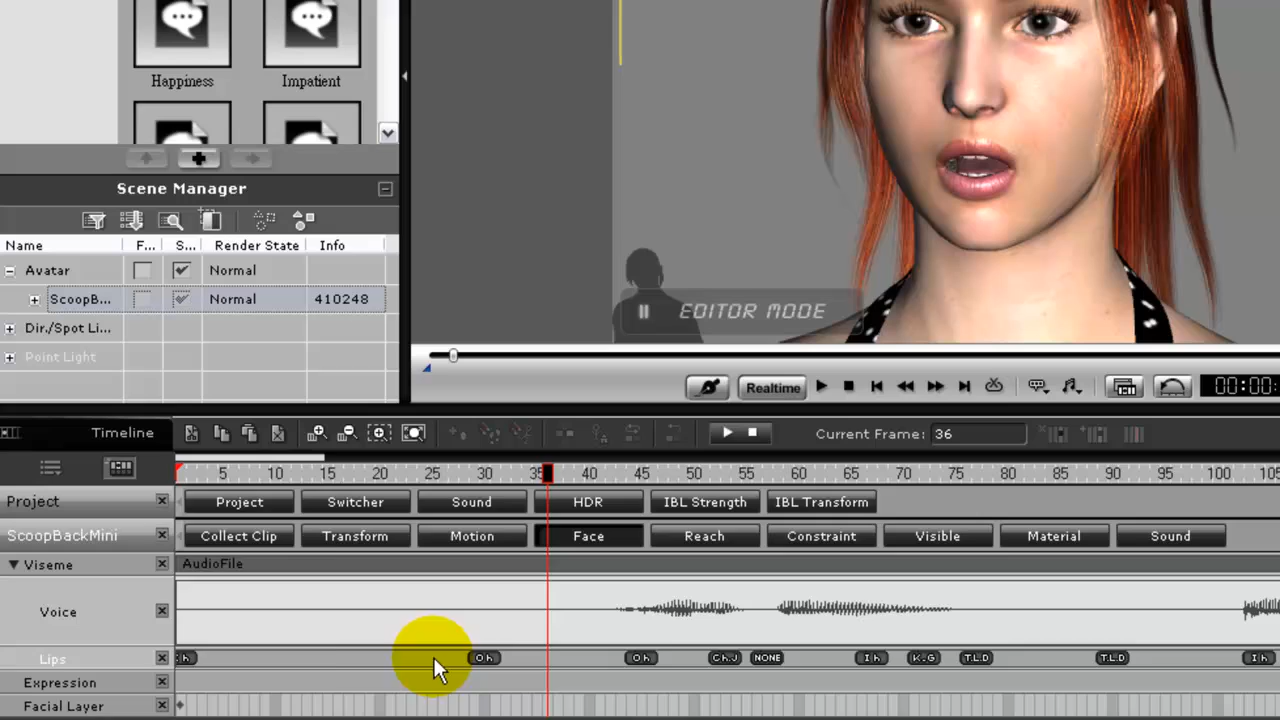 Happiness Impatient
Scene Manager
Name F... S... Render State Info
Avatar Normal
ScoopB... Normal 410248
Dir./Spot Li...
Point Light
EDITOR MODE
Realtime 00:00:
Timeline Current Frame: 36
5 10 15 20 25 30 35 40 45 50 55 60 65 70 75 80 85 90 95 100 105
Project Project Switcher Sound HDR IBL Strength IBL Transform
ScoopBackMini Collect Clip Transform Motion Face Reach Constraint Visible Material Sound
Viseme AudioFile
Voice
Lips h Oh Oh Ch.J NONE Ih K.G T.L.D T.L.D Ih
Expression
Facial Layer